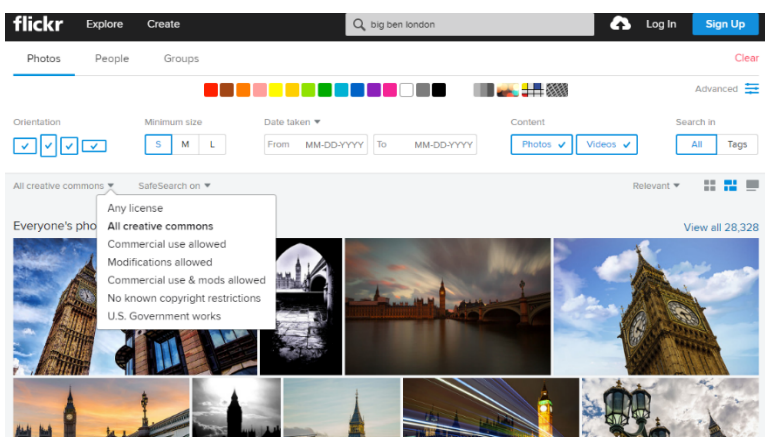 flickr Explore Create big ben london Log In Sign Up
Photos People Groups Clear
Advanced
Orientation Minimum size Date taken Content Search in
S M L From MM-DD-YYYY To MM-DD-YYYY Photos Videos All Tags
All creative commons SafeSearch on Relevant
Any license
Everyone's pho All creative commons View all 28,328
Commercial use allowed
Modifications allowed
Commercial use & mods allowed
No known copyright restrictions
U.S. Government works